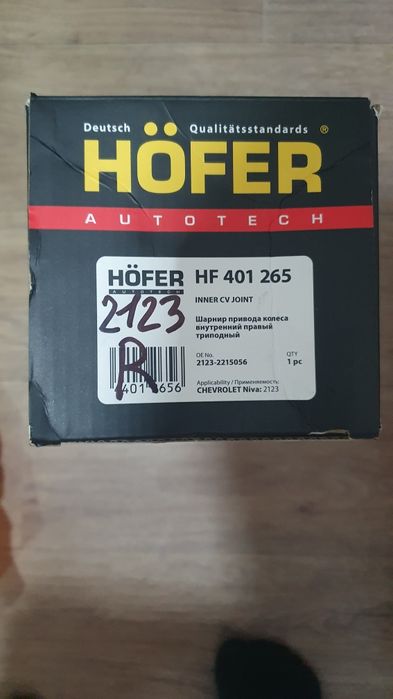 Deutsch Qualitätsstandards ®
HÖFER
AUTOTECH
HÖFER HF 401 265
AUTOTECH
INNER CV JOINT
2123
Шарнир привода колеса
внутренний правый
триподный
R
OE No. QTY
2123-2215056 1 pc
Applicability / Применяемость:
CHEVROLET Niva: 2123